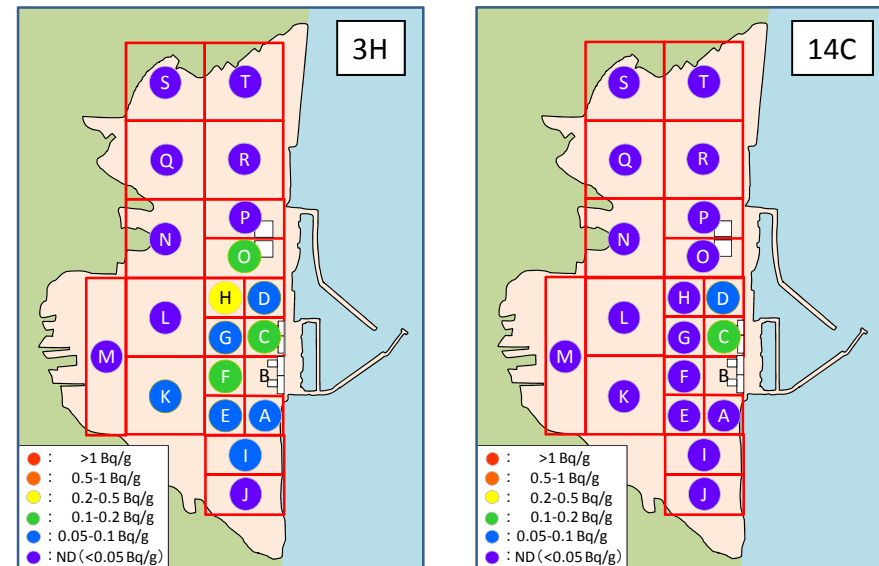 3H
S T
Q R
P
N
O
H D
L
G C
M
F B
K
E A
I
J
: >1 Bq/g
: 0.5-1 Bq/g
: 0.2-0.5 Bq/g
: 0.1-0.2 Bq/g
: 0.05-0.1 Bq/g
: ND(<0.05 Bq/g)
14C
S T
Q R
P
N
O
H D
L
G C
M
F B
K
E A
I
J
: >1 Bq/g
: 0.5-1 Bq/g
: 0.2-0.5 Bq/g
: 0.1-0.2 Bq/g
: 0.05-0.1 Bq/g
: ND(<0.05 Bq/g)